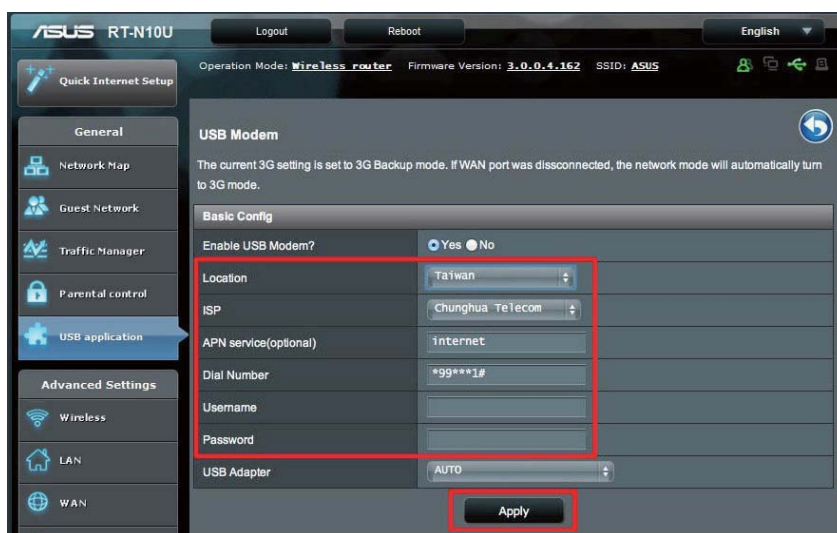 ASUS RT-N10U
Logout
Reboot
English
Quick Internet Setup
Operation Mode: Wireless router Firmware Version: 3.0.0.4.162 SSID: ASUS
General
Network Map
Guest Network
Traffic Manager
Parental control
USB application
Advanced Settings
Wireless
LAN
WAN
USB Modem
The current 3G setting is set to 3G Backup mode. If WAN port was dissconnected, the network mode will automatically turn
to 3G mode.
Basic Config
Enable USB Modem? Yes No
Location Taiwan
ISP Chunghua Telecom
APN service(optional) internet
Dial Number *99***1#
Username
Password
USB Adapter AUTO
Apply